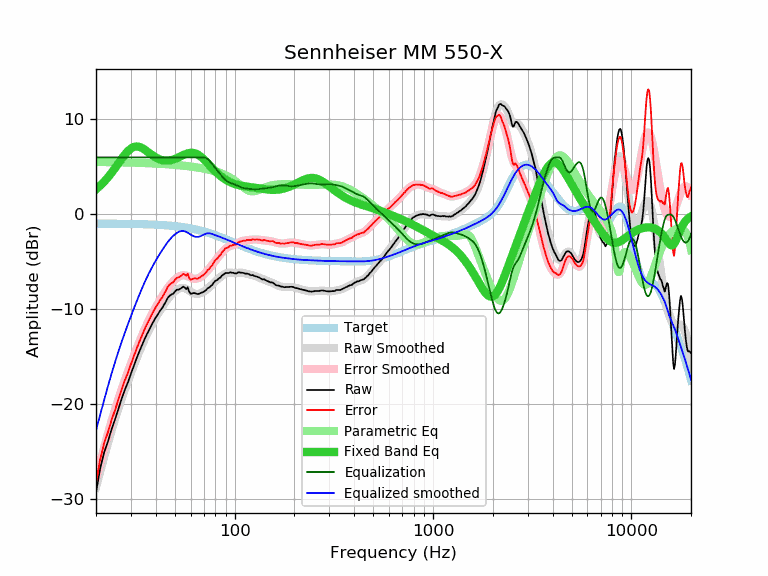 Sennheiser MM 550-X
Amplitude (dBr)
10
0
−10
−20
−30
Target
Raw Smoothed
Error Smoothed
Raw
Error
Parametric Eq
Fixed Band Eq
Equalization
Equalized smoothed
100
1000
10000
Frequency (Hz)